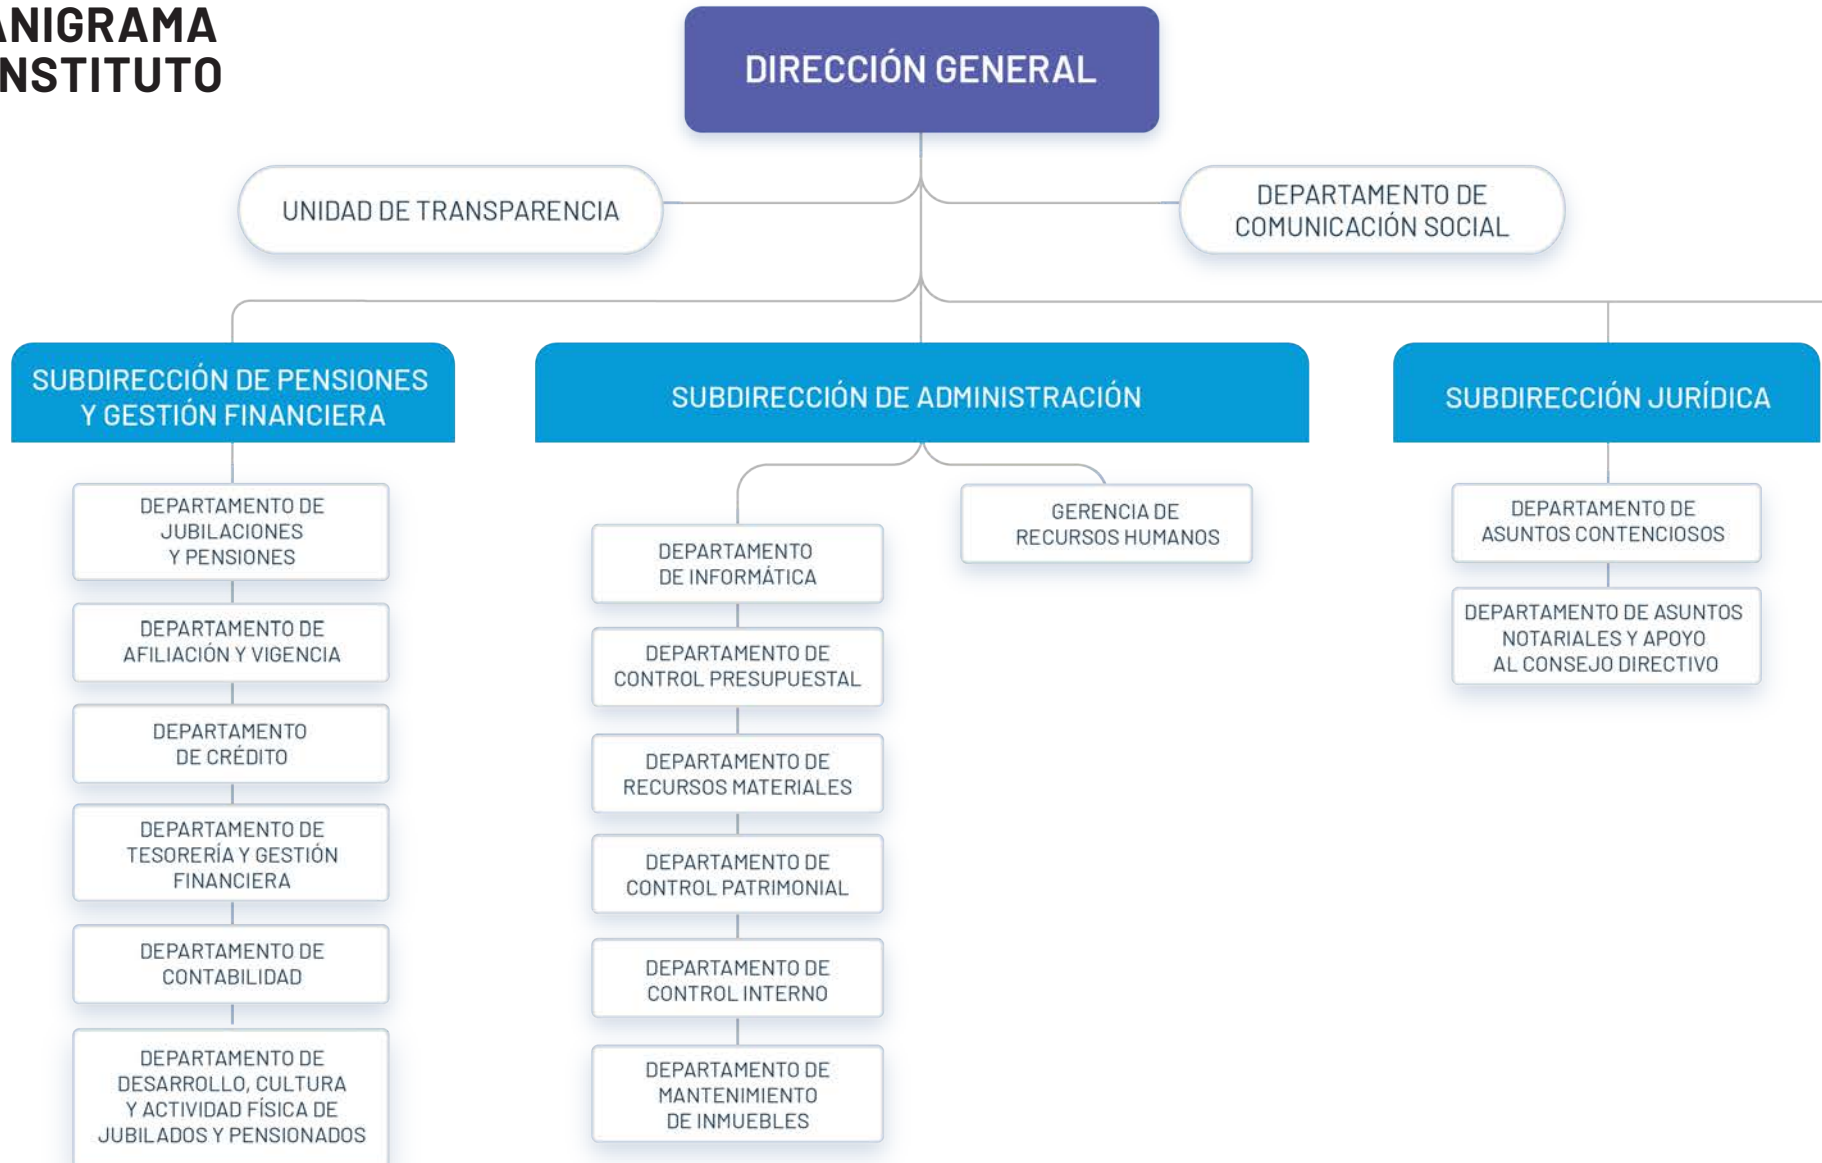 ANIGRAMA
INSTITUTO
DIRECCIÓN GENERAL
UNIDAD DE TRANSPARENCIA
DEPARTAMENTO DE
COMUNICACIÓN SOCIAL
SUBDIRECCIÓN DE PENSIONES
Y GESTIÓN FINANCIERA
DEPARTAMENTO DE
JUBILACIONES
Y PENSIONES
DEPARTAMENTO DE
AFILIACIÓN Y VIGENCIA
DEPARTAMENTO
DE CRÉDITO
DEPARTAMENTO DE
TESORERÍA Y GESTIÓN
FINANCIERA
DEPARTAMENTO DE
CONTABILIDAD
DEPARTAMENTO DE
DESARROLLO, CULTURA
Y ACTIVIDAD FÍSICA DE
JUBILADOS Y PENSIONADOS
SUBDIRECCIÓN DE ADMINISTRACIÓN
DEPARTAMENTO
DE INFORMÁTICA
DEPARTAMENTO DE
CONTROL PRESUPUESTAL
DEPARTAMENTO DE
RECURSOS MATERIALES
DEPARTAMENTO DE
CONTROL PATRIMONIAL
DEPARTAMENTO DE
CONTROL INTERNO
DEPARTAMENTO DE
MANTENIMIENTO
DE INMUEBLES
GERENCIA DE
RECURSOS HUMANOS
SUBDIRECCIÓN JURÍDICA
DEPARTAMENTO DE
ASUNTOS CONTENCIOSOS
DEPARTAMENTO DE ASUNTOS
NOTARIALES Y APOYO
AL CONSEJO DIRECTIVO